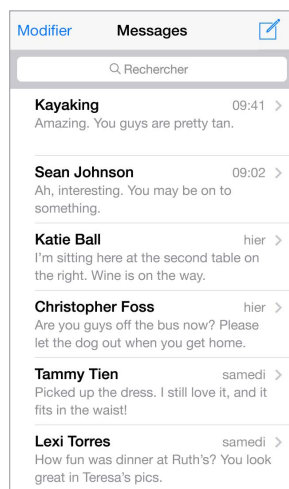 Modifier Messages
Rechercher
Kayaking 09:41
Amazing. You guys are pretty tan.
Sean Johnson 09:02
Ah, interesting. You may be on to
something.
Katie Ball hier
I'm sitting here at the second table on
the right. Wine is on the way.
Christopher Foss hier
Are you guys off the bus now? Please
let the dog out when you get home.
Tammy Tien samedi
Picked up the dress. I still love it, and it
fits in the waist!
Lexi Torres samedi
How fun was dinner at Ruth's? You look
great in Teresa's pics.